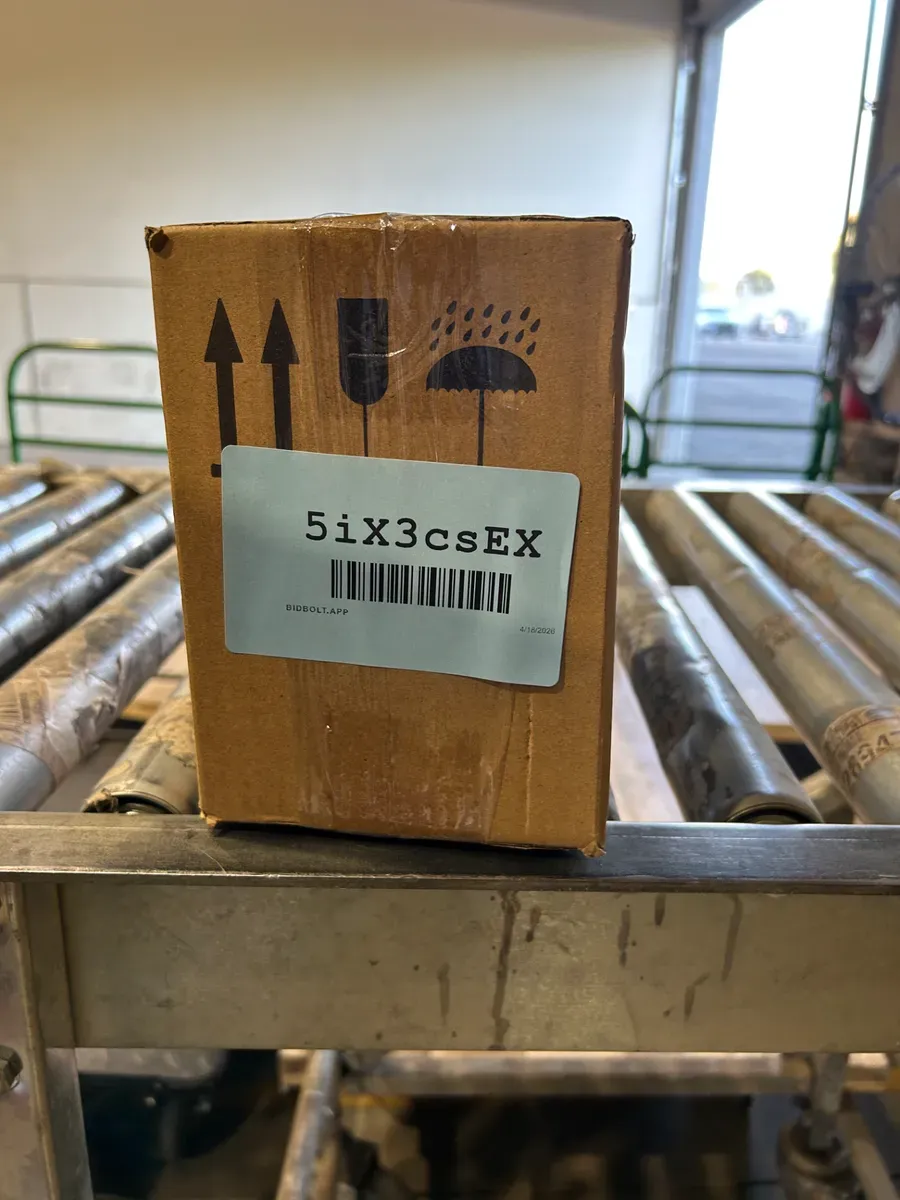 5iX3csEX
BIDBOLT.APP
4/16/2026